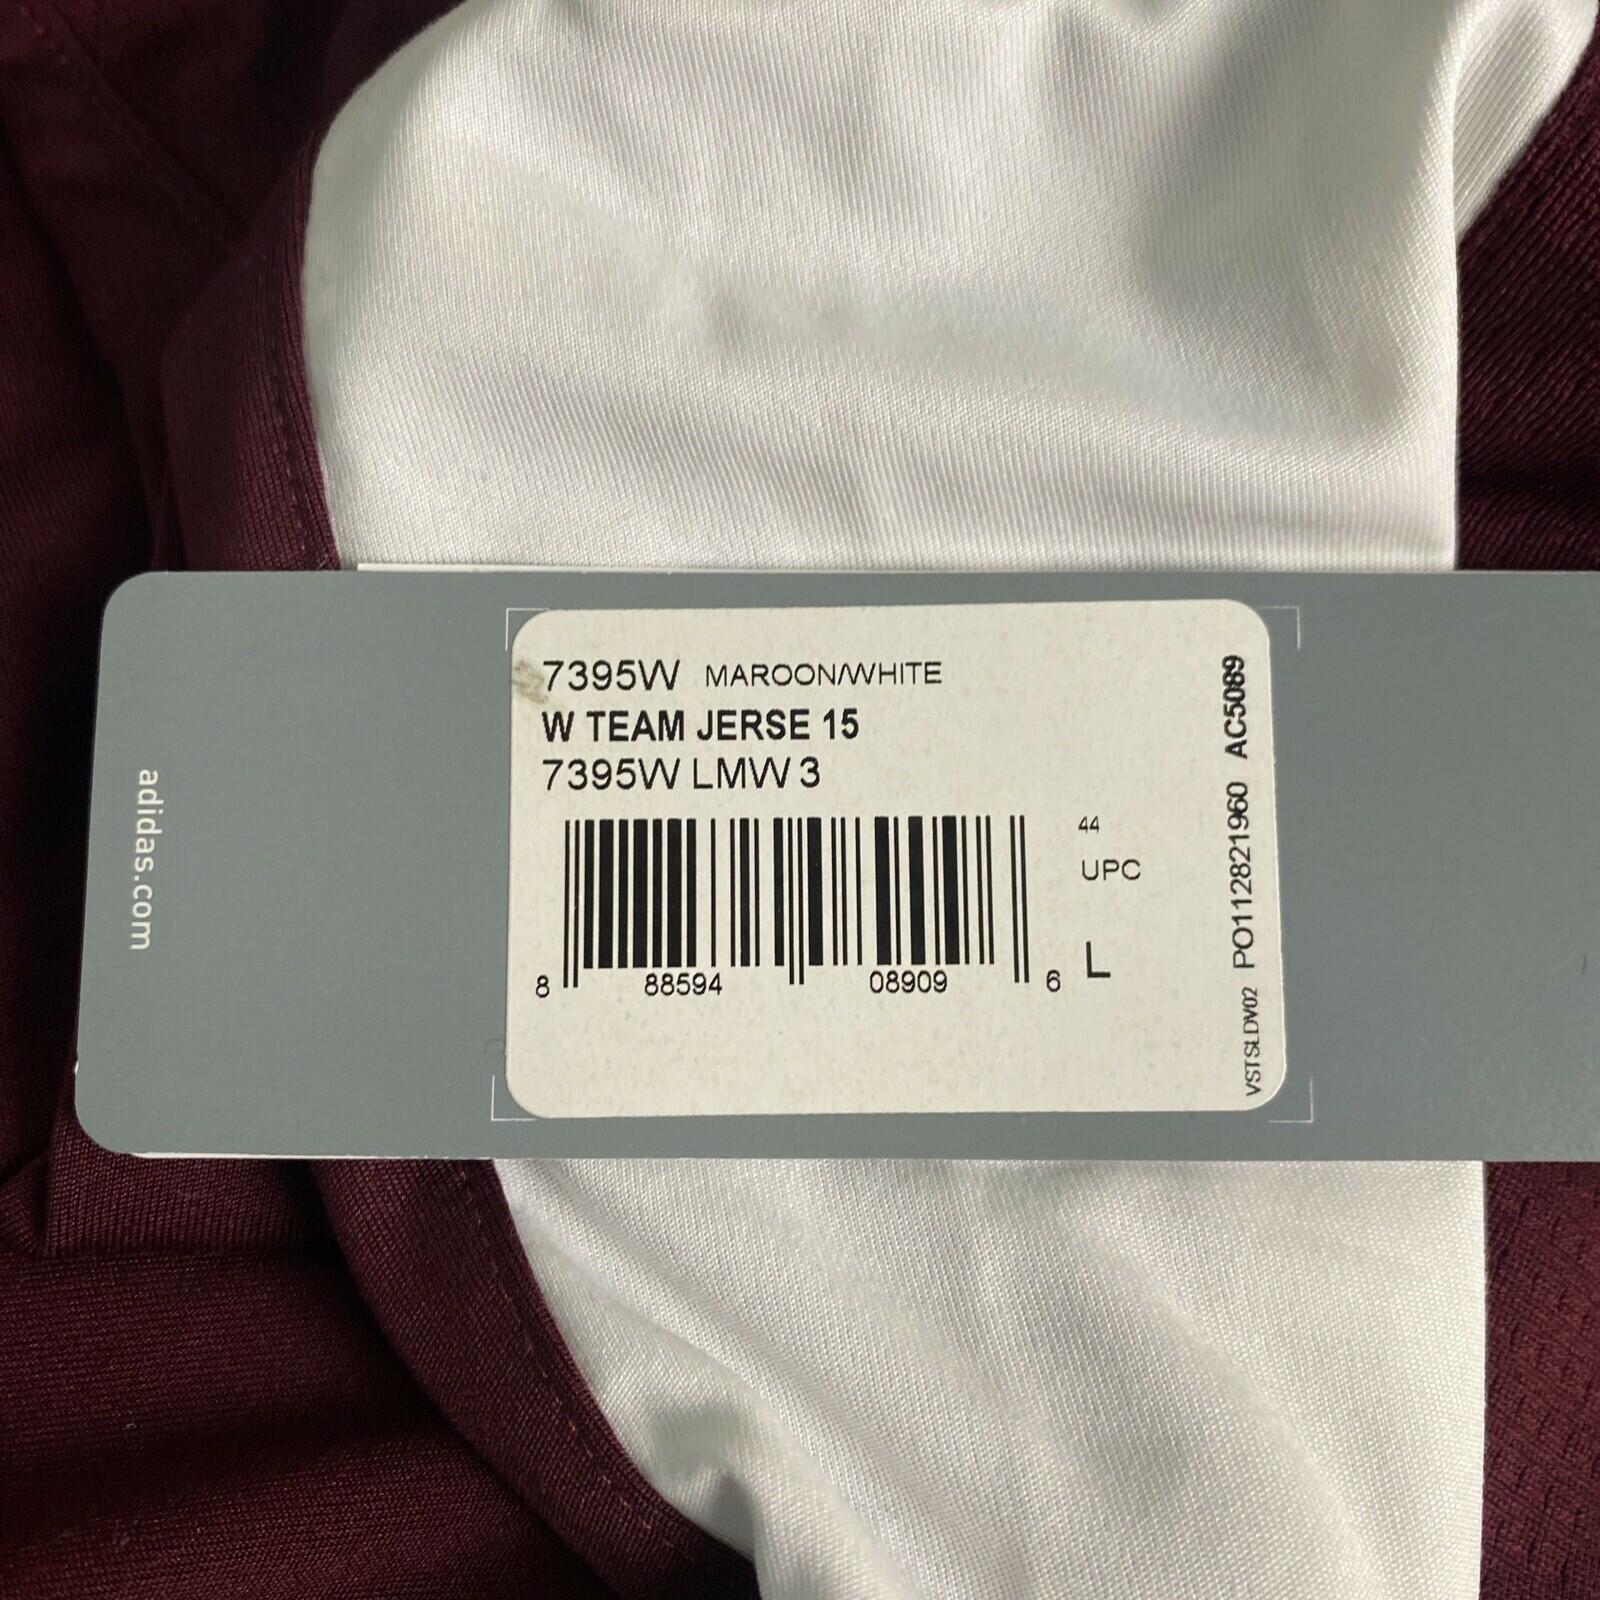 7395W MAROON/WHITE
W TEAM JERSE 15
7395W LMW 3
44
UPC
L
8 88594 08909 6
VSTSLDV02 PO112821960 AC5089
adidas.com